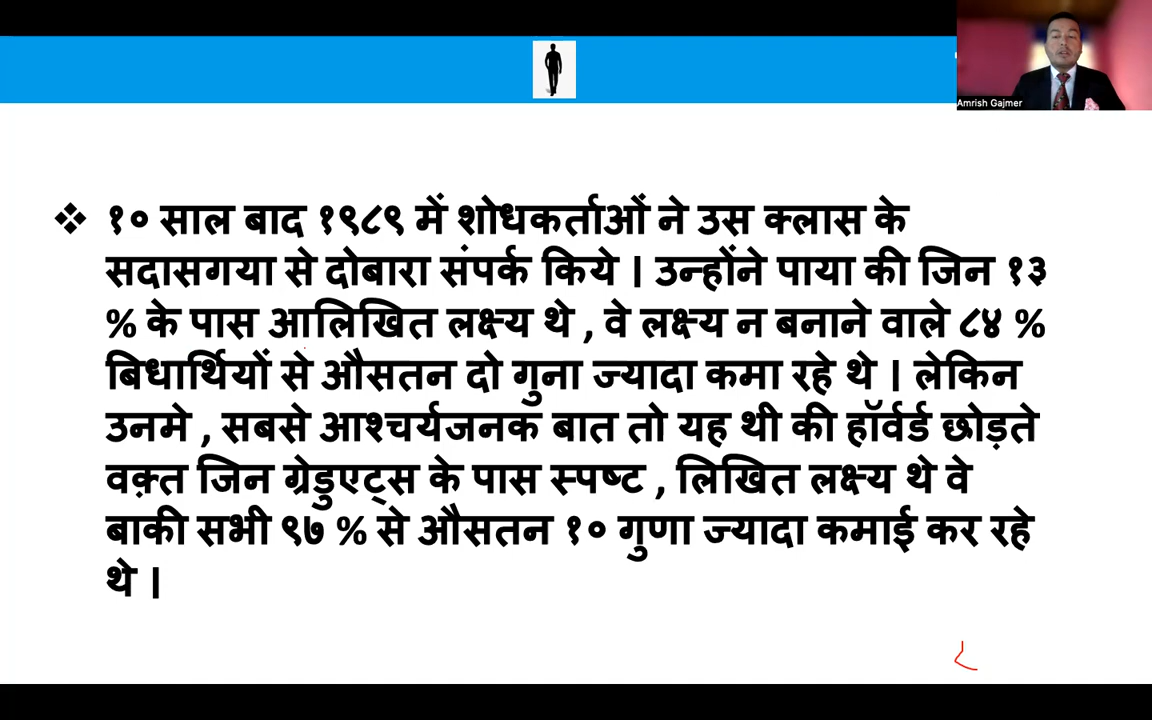 Amrish Gajmer
❖ १० साल बाद १९८९ में शोधकर्ताओं ने उस क्लास के
सदासगया से दोबारा संपर्क किये | उन्होंने पाया की जिन १३
% के पास आलिखित लक्ष्य थे , वे लक्ष्य न बनाने वाले ८४ %
बिधार्थियों से औसतन दो गुना ज्यादा कमा रहे थे | लेकिन
उनमे , सबसे आश्चर्यजनक बात तो यह थी की हॉर्वर्ड छोड़ते
वक़्त जिन ग्रेडुएट्स के पास स्पष्ट , लिखित लक्ष्य थे वे
बाकी सभी ९७ % से औसतन १० गुणा ज्यादा कमाई कर रहे
थे |